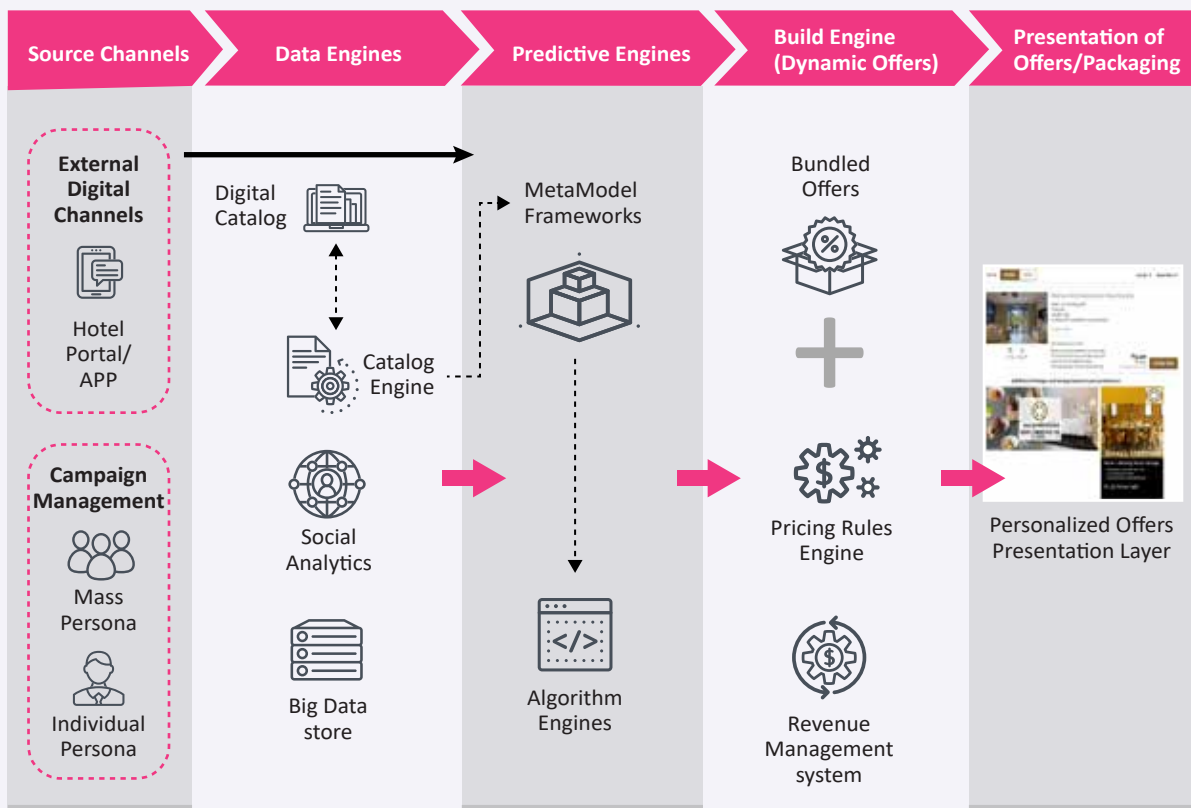 Source Channels
Data Engines
Predictive Engines
Build Engine
(Dynamic Offers)
Presentation of
Offers/Packaging
External
Digital
Channels
Hotel
Portal/
APP
Campaign
Management
Mass
Persona
Individual
Persona
Digital
Catalog
Catalog
Engine
Social
Analytics
Big Data
store
MetaModel
Frameworks
</>
Algorithm
Engines
Bundled
Offers
%
$
Pricing Rules
Engine
$
Revenue
Management
system
Personalized Offers
Presentation Layer